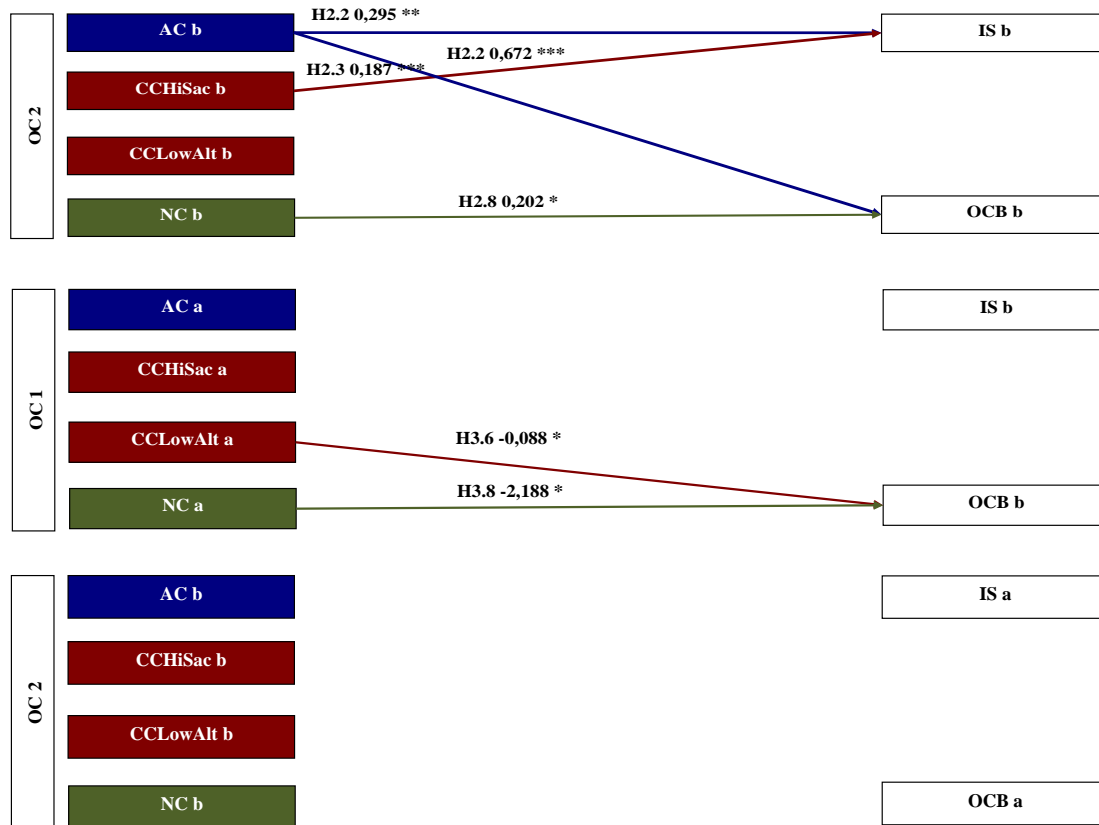 OC 2
AC b
H2.2 0,295 **
IS b
CCHiSac b
H2.3 0,187 ***
H2.2 0,672 ***
CCLowAlt b
NC b
H2.8 0,202 *
OCB b
OC 1
AC a
IS b
CCHiSac a
CCLowAlt a
H3.6 -0,088 *
NC a
H3.8 -2,188 *
OCB b
OC 2
AC b
IS a
CCHiSac b
CCLowAlt b
NC b
OCB a